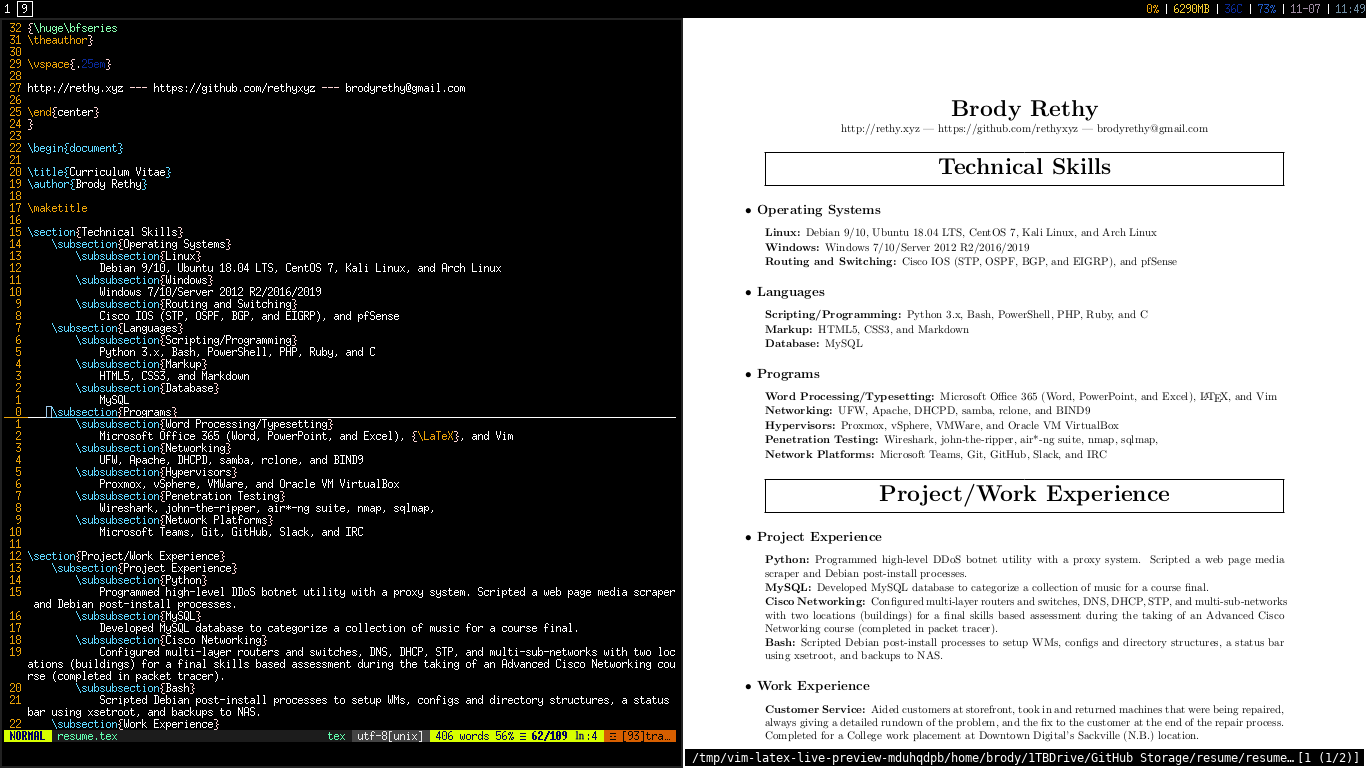 1 9
0% | 6290MB | 36C | 73% | 11-07 | 11:49
32 {\huge\bfseries
31 \theauthor}
30
29 \vspace{.25em}
28
27 http://rethy.xyz --- https://github.com/rethyxyz --- brodyrethy@gmail.com
26
25 \end{center}
24 }
23
22 \begin{document}
21
20 \title{Curriculum Vitae}
19 \author{Brody Rethy}
18
17 \maketitle
16
15 \section{Technical Skills}
14 \subsection{Operating Systems}
13 \subsubsection{Linux}
12 Debian 9/10, Ubuntu 18.04 LTS, CentOS 7, Kali Linux, and Arch Linux
11 \subsubsection{Windows}
10 Windows 7/10/Server 2012 R2/2016/2019
9 \subsubsection{Routing and Switching}
8 Cisco IOS (STP, OSPF, BGP, and EIGRP), and pfSense
7 \subsection{Languages}
6 \subsubsection{Scripting/Programming}
5 Python 3.x, Bash, PowerShell, PHP, Ruby, and C
4 \subsubsection{Markup}
3 HTML5, CSS3, and Markdown
2 \subsubsection{Database}
1 MySQL
0 \subsection{Programs}
1 \subsubsection{Word Processing/Typesetting}
2 Microsoft Office 365 (Word, PowerPoint, and Excel), {\LaTeX}, and Vim
3 \subsubsection{Networking}
4 UFW, Apache, DHCPD, samba, rclone, and BIND9
5 \subsubsection{Hypervisors}
6 Proxmox, vSphere, VMWare, and Oracle VM VirtualBox
7 \subsubsection{Penetration Testing}
8 Wireshark, john-the-ripper, air*-ng suite, nmap, sqlmap,
9 \subsubsection{Network Platforms}
10 Microsoft Teams, Git, GitHub, Slack, and IRC
11
12 \section{Project/Work Experience}
13 \subsection{Project Experience}
14 \subsubsection{Python}
15 Programmed high-level DDoS botnet utility with a proxy system. Scripted a web page media scraper
and Debian post-install processes.
16 \subsubsection{MySQL}
17 Developed MySQL database to categorize a collection of music for a course final.
18 \subsubsection{Cisco Networking}
19 Configured multi-layer routers and switches, DNS, DHCP, STP, and multi-sub-networks with two loc
ations (buildings) for a final skills based assessment during the taking of an Advanced Cisco Networking cou
rse (completed in packet tracer).
20 \subsubsection{Bash}
21 Scripted Debian post-install processes to setup WMs, configs and directory structures, a status
bar using xsetroot, and backups to NAS.
22 \subsection{Work Experience}
NORMAL resume.tex tex utf-8[unix] 406 words 56% ☰ 62/109 ln:4 ☲ [93]tra…
Brody Rethy
http://rethy.xyz — https://github.com/rethyxyz — brodyrethy@gmail.com
Technical Skills
• Operating Systems
Linux: Debian 9/10, Ubuntu 18.04 LTS, CentOS 7, Kali Linux, and Arch Linux
Windows: Windows 7/10/Server 2012 R2/2016/2019
Routing and Switching: Cisco IOS (STP, OSPF, BGP, and EIGRP), and pfSense
• Languages
Scripting/Programming: Python 3.x, Bash, PowerShell, PHP, Ruby, and C
Markup: HTML5, CSS3, and Markdown
Database: MySQL
• Programs
Word Processing/Typesetting: Microsoft Office 365 (Word, PowerPoint, and Excel), LaTeX, and Vim
Networking: UFW, Apache, DHCPD, samba, rclone, and BIND9
Hypervisors: Proxmox, vSphere, VMWare, and Oracle VM VirtualBox
Penetration Testing: Wireshark, john-the-ripper, air*-ng suite, nmap, sqlmap,
Network Platforms: Microsoft Teams, Git, GitHub, Slack, and IRC
Project/Work Experience
• Project Experience
Python: Programmed high-level DDoS botnet utility with a proxy system. Scripted a web page media
scraper and Debian post-install processes.
MySQL: Developed MySQL database to categorize a collection of music for a course final.
Cisco Networking: Configured multi-layer routers and switches, DNS, DHCP, STP, and multi-sub-networks
with two locations (buildings) for a final skills based assessment during the taking of an Advanced Cisco
Networking course (completed in packet tracer).
Bash: Scripted Debian post-install processes to setup WMs, configs and directory structures, a status bar
using xsetroot, and backups to NAS.
• Work Experience
Customer Service: Aided customers at storefront, took in and returned machines that were being repaired,
always giving a detailed rundown of the problem, and the fix to the customer at the end of the repair process.
Completed for a College work placement at Downtown Digital's Sackville (N.B.) location.
/tmp/vim-latex-live-preview-mduhqdpb/home/brody/1TBDrive/GitHub Storage/resume/resume… [1 (1/2)]